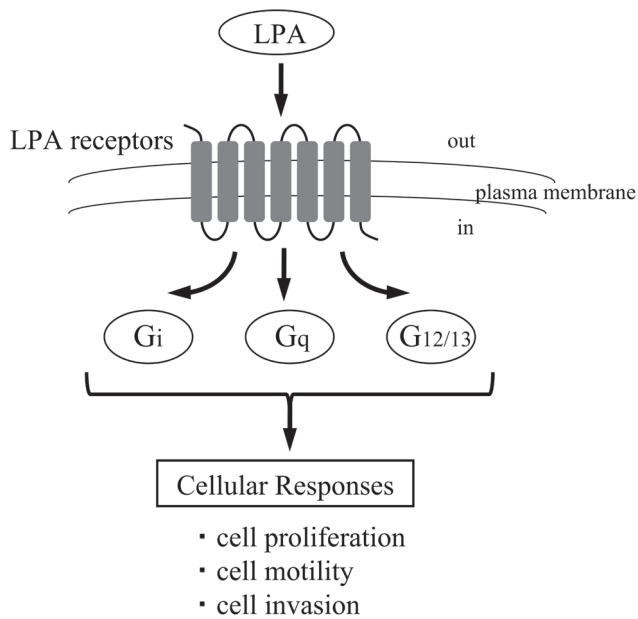 LPA
LPA receptors
out
plasma membrane
in
Gi
Gq
G12/13
Cellular Responses
・cell proliferation
・cell motility
・cell invasion